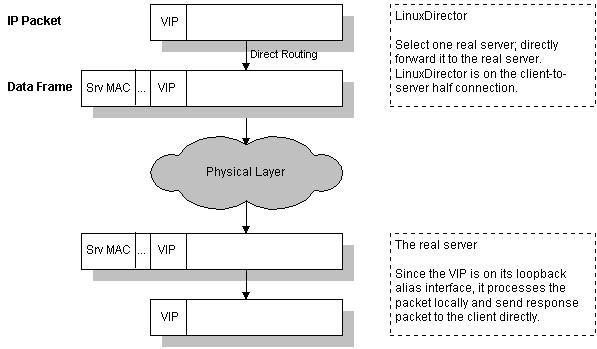 IP Packet
VIP
Direct Routing
Data Frame
Srv MAC ... VIP
Physical Layer
Srv MAC ... VIP
VIP
LinuxDirector
Select one real server; directly
forward it to the real server.
LinuxDirector is on the client-to-
server half connection.
The real server
Since the VIP is on its loopback
alias interface, it processes the
packet locally and send response
packet to the client directly.